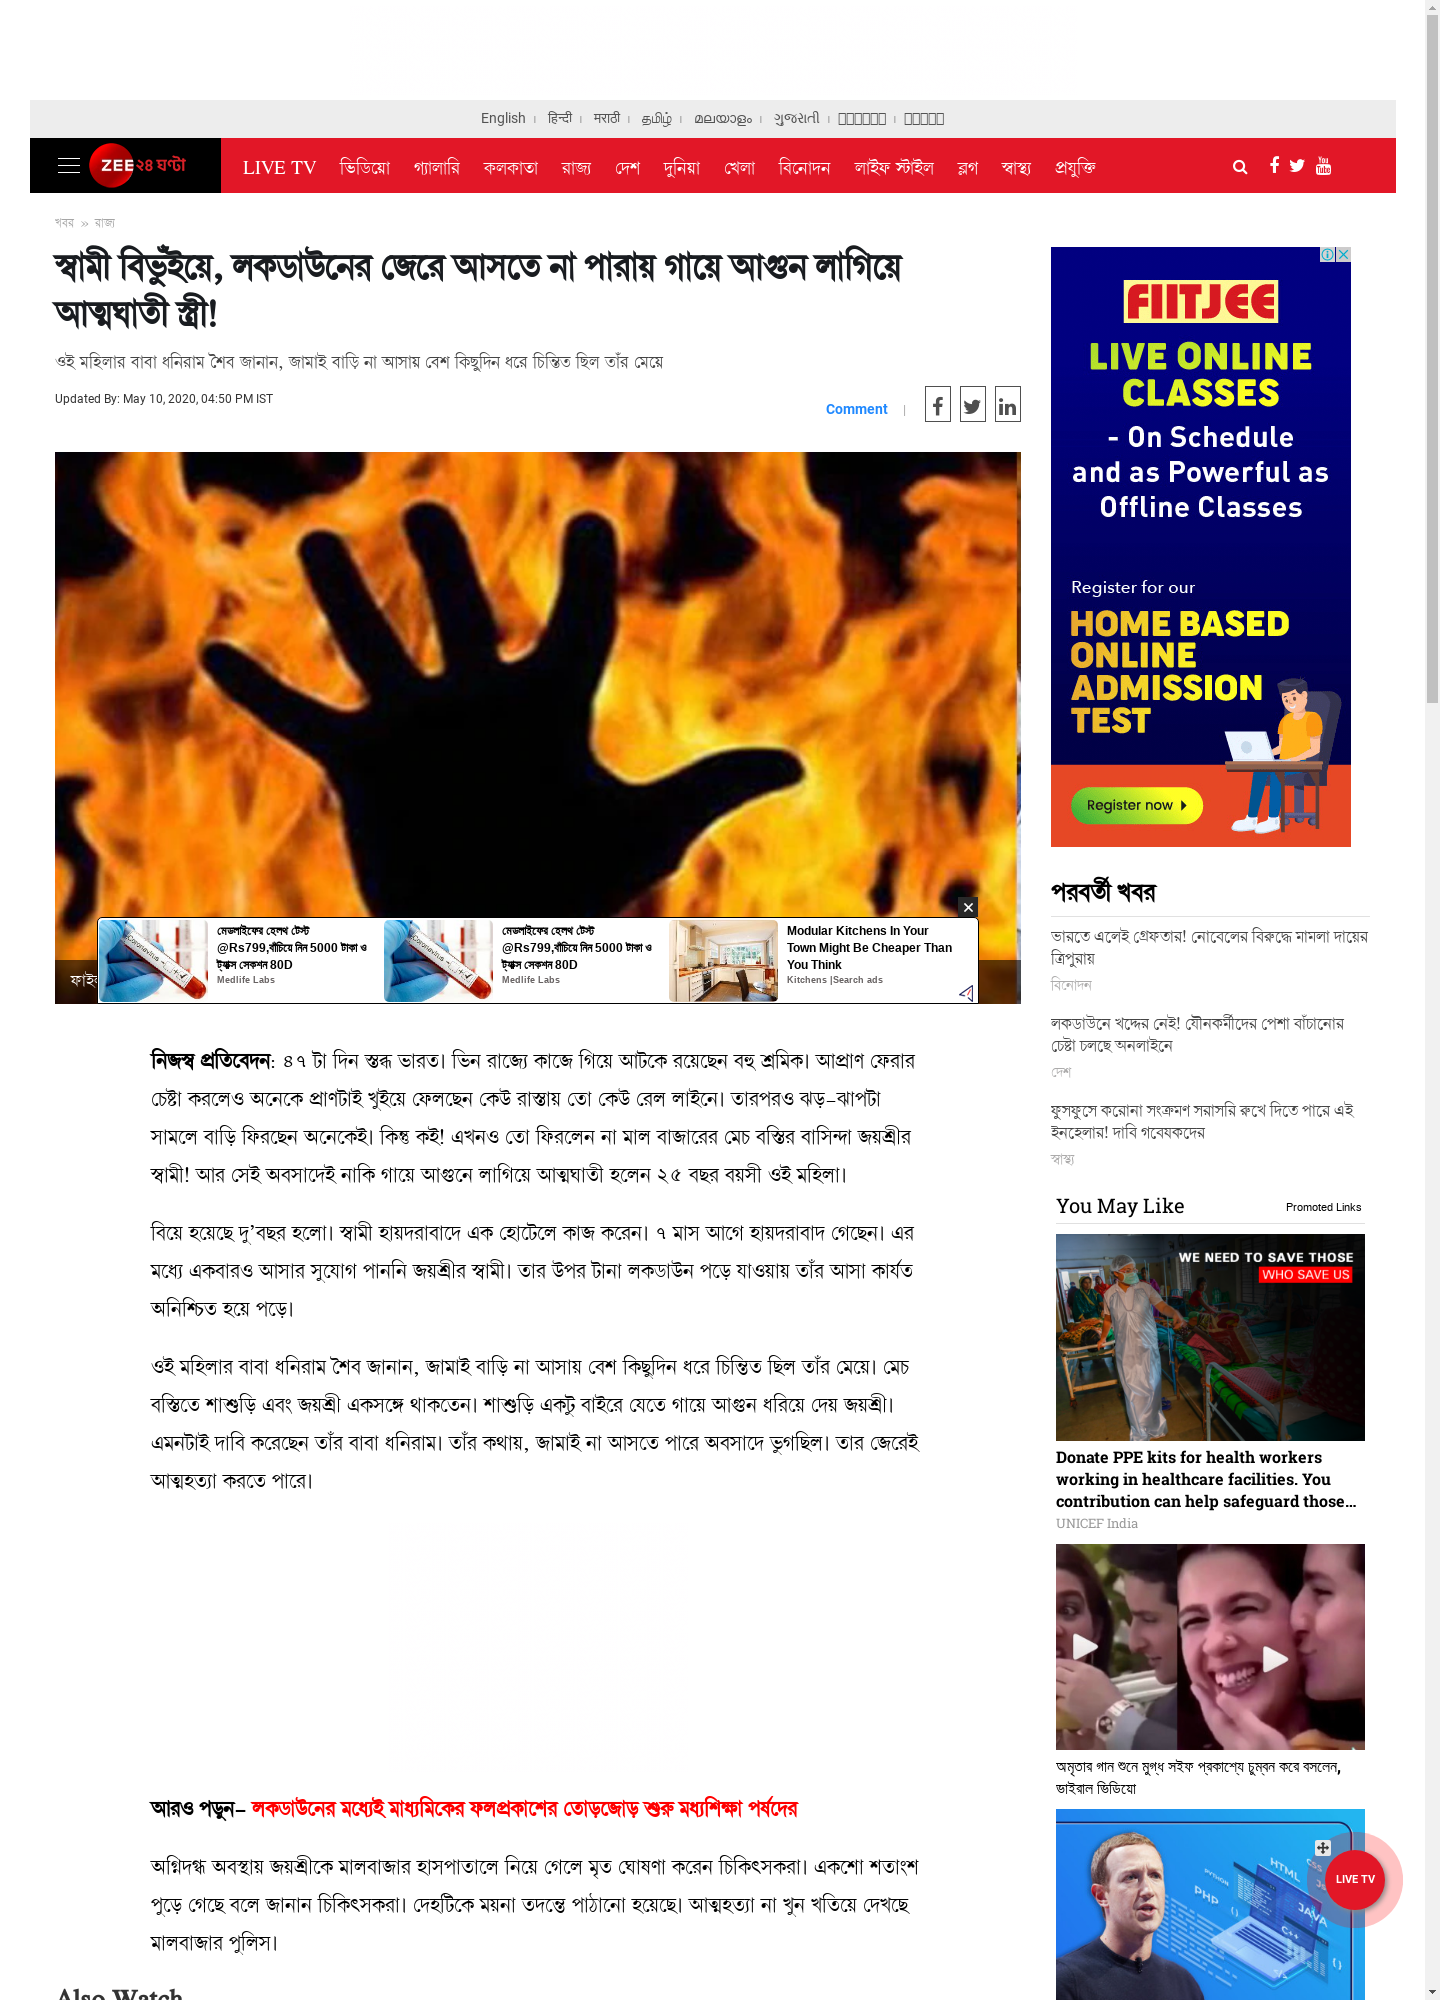 English
हिन्दी
मराठी
தமிழ்
മലയാളം
ગુજરાતી
ZEE ২৪ ঘণ্টা
LIVE TV
ভিডিয়ো
গ্যালারি
কলকাতা
রাজ্য
দেশ
দুনিয়া
খেলা
বিনোদন
লাইফ স্টাইল
ব্লগ
স্বাস্থ্য
প্রযুক্তি
You Tube
খবর » রাজ্য
স্বামী বিভুঁইয়ে, লকডাউনের জেরে আসতে না পারায় গায়ে আগুন লাগিয়ে
আত্মঘাতী স্ত্রী!
ওই মহিলার বাবা ধনিরাম শৈব জানান, জামাই বাড়ি না আসায় বেশ কিছুদিন ধরে চিন্তিত ছিল তাঁর মেয়ে
Updated By: May 10, 2020, 04:50 PM IST
Comment |
Coronavirus
মেডলাইফের হেলথ টেস্ট
@Rs799,বাঁচিয়ে নিন 5000 টাকা ও
ট্যাক্স সেকশন 80D
Medlife Labs
Coronavirus
মেডলাইফের হেলথ টেস্ট
@Rs799,বাঁচিয়ে নিন 5000 টাকা ও
ট্যাক্স সেকশন 80D
Medlife Labs
Modular Kitchens In Your
Town Might Be Cheaper Than
You Think
Kitchens |Search ads
নিজস্ব প্রতিবেদন: ৪৭ টা দিন স্তব্ধ ভারত। ভিন রাজ্যে কাজে গিয়ে আটকে রয়েছেন বহু শ্রমিক। আপ্রাণ ফেরার
চেষ্টা করলেও অনেকে প্রাণটাই খুইয়ে ফেলছেন কেউ রাস্তায় তো কেউ রেল লাইনে। তারপরও ঝড়-ঝাপটা
সামলে বাড়ি ফিরছেন অনেকেই। কিন্তু কই! এখনও তো ফিরলেন না মাল বাজারের মেচ বস্তির বাসিন্দা জয়শ্রীর
স্বামী! আর সেই অবসাদেই নাকি গায়ে আগুনে লাগিয়ে আত্মঘাতী হলেন ২৫ বছর বয়সী ওই মহিলা।
বিয়ে হয়েছে দু’বছর হলো। স্বামী হায়দরাবাদে এক হোটেলে কাজ করেন। ৭ মাস আগে হায়দরাবাদ গেছেন। এর
মধ্যে একবারও আসার সুযোগ পাননি জয়শ্রীর স্বামী। তার উপর টানা লকডাউন পড়ে যাওয়ায় তাঁর আসা কার্যত
অনিশ্চিত হয়ে পড়ে।
ওই মহিলার বাবা ধনিরাম শৈব জানান, জামাই বাড়ি না আসায় বেশ কিছুদিন ধরে চিন্তিত ছিল তাঁর মেয়ে। মেচ
বস্তিতে শাশুড়ি এবং জয়শ্রী একসঙ্গে থাকতেন। শাশুড়ি একটু বাইরে যেতে গায়ে আগুন ধরিয়ে দেয় জয়শ্রী।
এমনটাই দাবি করেছেন তাঁর বাবা ধনিরাম। তাঁর কথায়, জামাই না আসতে পারে অবসাদে ভুগছিল। তার জেরেই
আত্মহত্যা করতে পারে।
আরও পড়ুন- লকডাউনের মধ্যেই মাধ্যমিকের ফলপ্রকাশের তোড়জোড় শুরু মধ্যশিক্ষা পর্ষদের
অগ্নিদগ্ধ অবস্থায় জয়শ্রীকে মালবাজার হাসপাতালে নিয়ে গেলে মৃত ঘোষণা করেন চিকিৎসকরা। একশো শতাংশ
পুড়ে গেছে বলে জানান চিকিৎসকরা। দেহটিকে ময়না তদন্তে পাঠানো হয়েছে। আত্মহত্যা না খুন খতিয়ে দেখছে
মালবাজার পুলিস।
Also Watch
FIITJEE
LIVE ONLINE
CLASSES
- On Schedule
and as Powerful as
Offline Classes
Register for our
HOME BASED
ONLINE
ADMISSION
TEST
Register now
পরবর্তী খবর
ভারতে এলেই গ্রেফতার! নোবেলের বিরুদ্ধে মামলা দায়ের
ত্রিপুরায়
বিনোদন
লকডাউনে খদ্দের নেই! যৌনকর্মীদের পেশা বাঁচানোর
চেষ্টা চলছে অনলাইনে
দেশ
ফুসফুসে করোনা সংক্রমণ সরাসরি রুখে দিতে পারে এই
ইনহেলার! দাবি গবেষকদের
স্বাস্থ্য
You May Like
Promoted Links
WE NEED TO SAVE THOSE
WHO SAVE US
Donate PPE kits for health workers
working in healthcare facilities. You
contribution can help safeguard those...
UNICEF India
অমৃতার গান শুনে মুগ্ধ সইফ প্রকাশ্যে চুম্বন করে বসলেন,
ভাইরাল ভিডিয়ো
HTML
CSS
PYTHON
PHP
JAVA
C++
LIVE TV